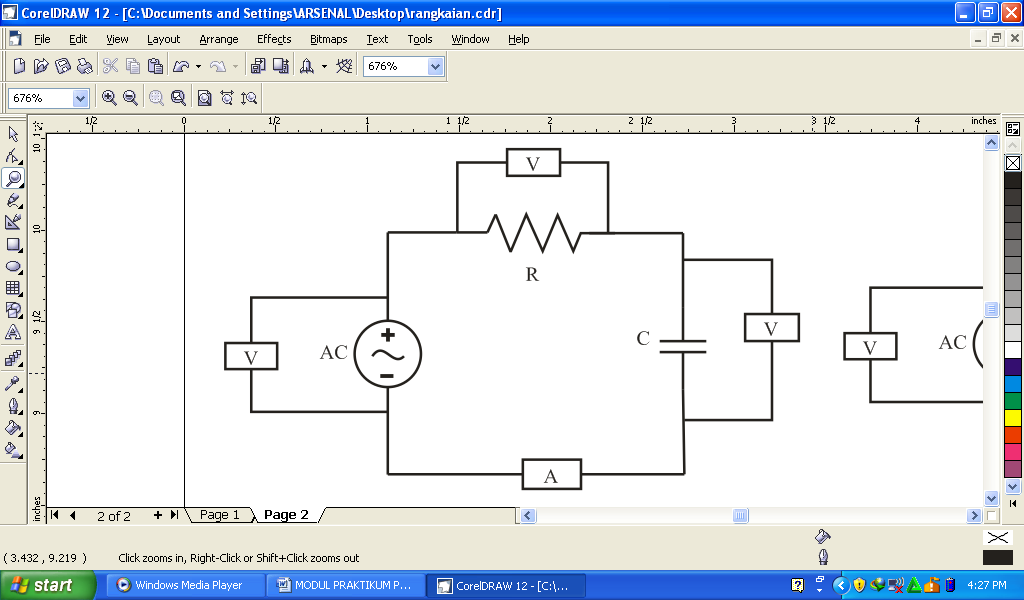 CorelDRAW 12 - [C:\Documents and Settings\ARSENAL\Desktop\rangkaian.cdr]
File Edit View Layout Arrange Effects Bitmaps Text Tools Window Help
676%
676%
1/2 0 1/2 1 1 1/2 2 2 1/2 3 3 1/2 4 inches
10
10
9 1/2
9
inches
V
R
V
AC
C
V
V
AC
A
2 of 2 Page 1 Page 2
( 3.432 , 9.219 ) Click zooms in, Right-Click or Shift+Click zooms out
start Windows Media Player MODUL PRAKTIKUM P... CorelDRAW 12 - [C:\... 4:27 PM